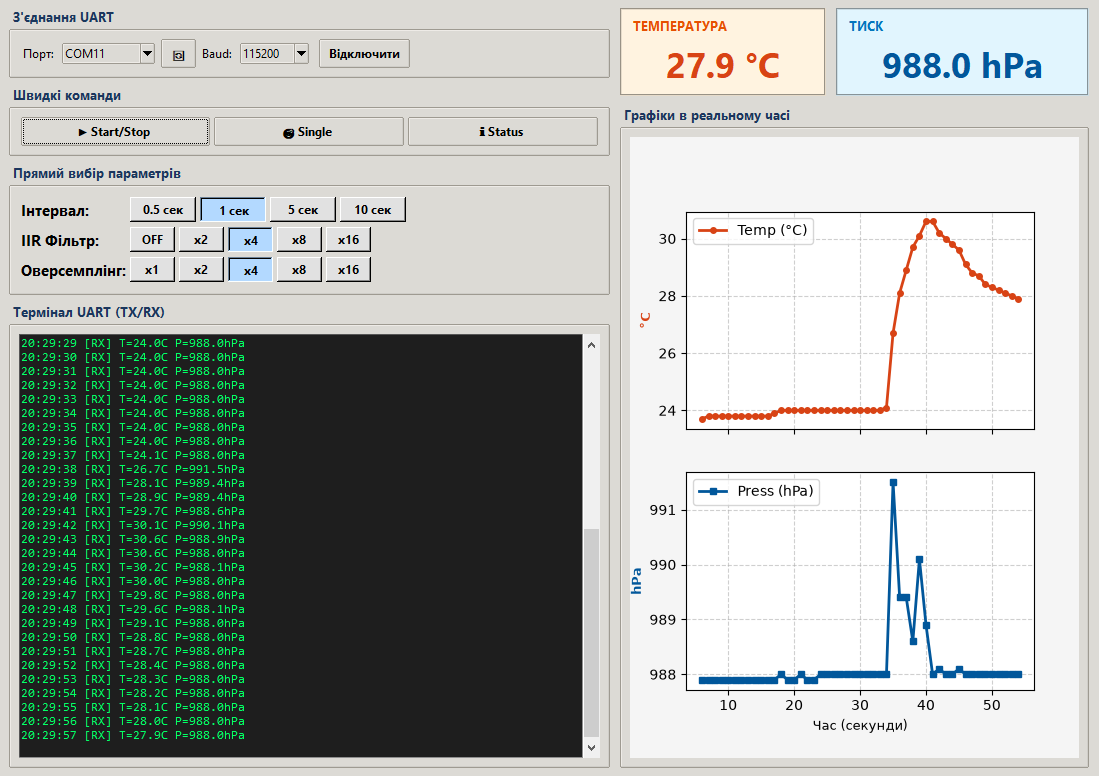 З'єднання UART
Порт: COM11 Baud: 115200 Відключити
Швидкі команди
Start/Stop Single Status
Прямий вибір параметрів
Інтервал: 0.5 сек 1 сек 5 сек 10 сек
IIR Фільтр: OFF x2 x4 x8 x16
Оверсемплінг: x1 x2 x4 x8 x16
Термінал UART (TX/RX)
20:29:29 [RX] T=24.0C P=988.0hPa
20:29:30 [RX] T=24.0C P=988.0hPa
20:29:31 [RX] T=24.0C P=988.0hPa
20:29:32 [RX] T=24.0C P=988.0hPa
20:29:33 [RX] T=24.0C P=988.0hPa
20:29:34 [RX] T=24.0C P=988.0hPa
20:29:35 [RX] T=24.0C P=988.0hPa
20:29:36 [RX] T=24.0C P=988.0hPa
20:29:37 [RX] T=24.1C P=988.0hPa
20:29:38 [RX] T=26.7C P=991.5hPa
20:29:39 [RX] T=28.1C P=989.4hPa
20:29:40 [RX] T=28.9C P=989.4hPa
20:29:41 [RX] T=29.7C P=988.6hPa
20:29:42 [RX] T=30.1C P=990.1hPa
20:29:43 [RX] T=30.6C P=988.9hPa
20:29:44 [RX] T=30.6C P=988.0hPa
20:29:45 [RX] T=30.2C P=988.1hPa
20:29:46 [RX] T=30.0C P=988.0hPa
20:29:47 [RX] T=29.8C P=988.0hPa
20:29:48 [RX] T=29.6C P=988.1hPa
20:29:49 [RX] T=29.1C P=988.0hPa
20:29:50 [RX] T=28.8C P=988.0hPa
20:29:51 [RX] T=28.7C P=988.0hPa
20:29:52 [RX] T=28.4C P=988.0hPa
20:29:53 [RX] T=28.3C P=988.0hPa
20:29:54 [RX] T=28.2C P=988.0hPa
20:29:55 [RX] T=28.1C P=988.0hPa
20:29:56 [RX] T=28.0C P=988.0hPa
20:29:57 [RX] T=27.9C P=988.0hPa
ТЕМПЕРАТУРА
27.9 °C
ТИСК
988.0 hPa
Графіки в реальному часі
Temp (°C)
30
28
26
24
°C
Press (hPa)
991
990
989
988
hPa
10 20 30 40 50
Час (секунди)